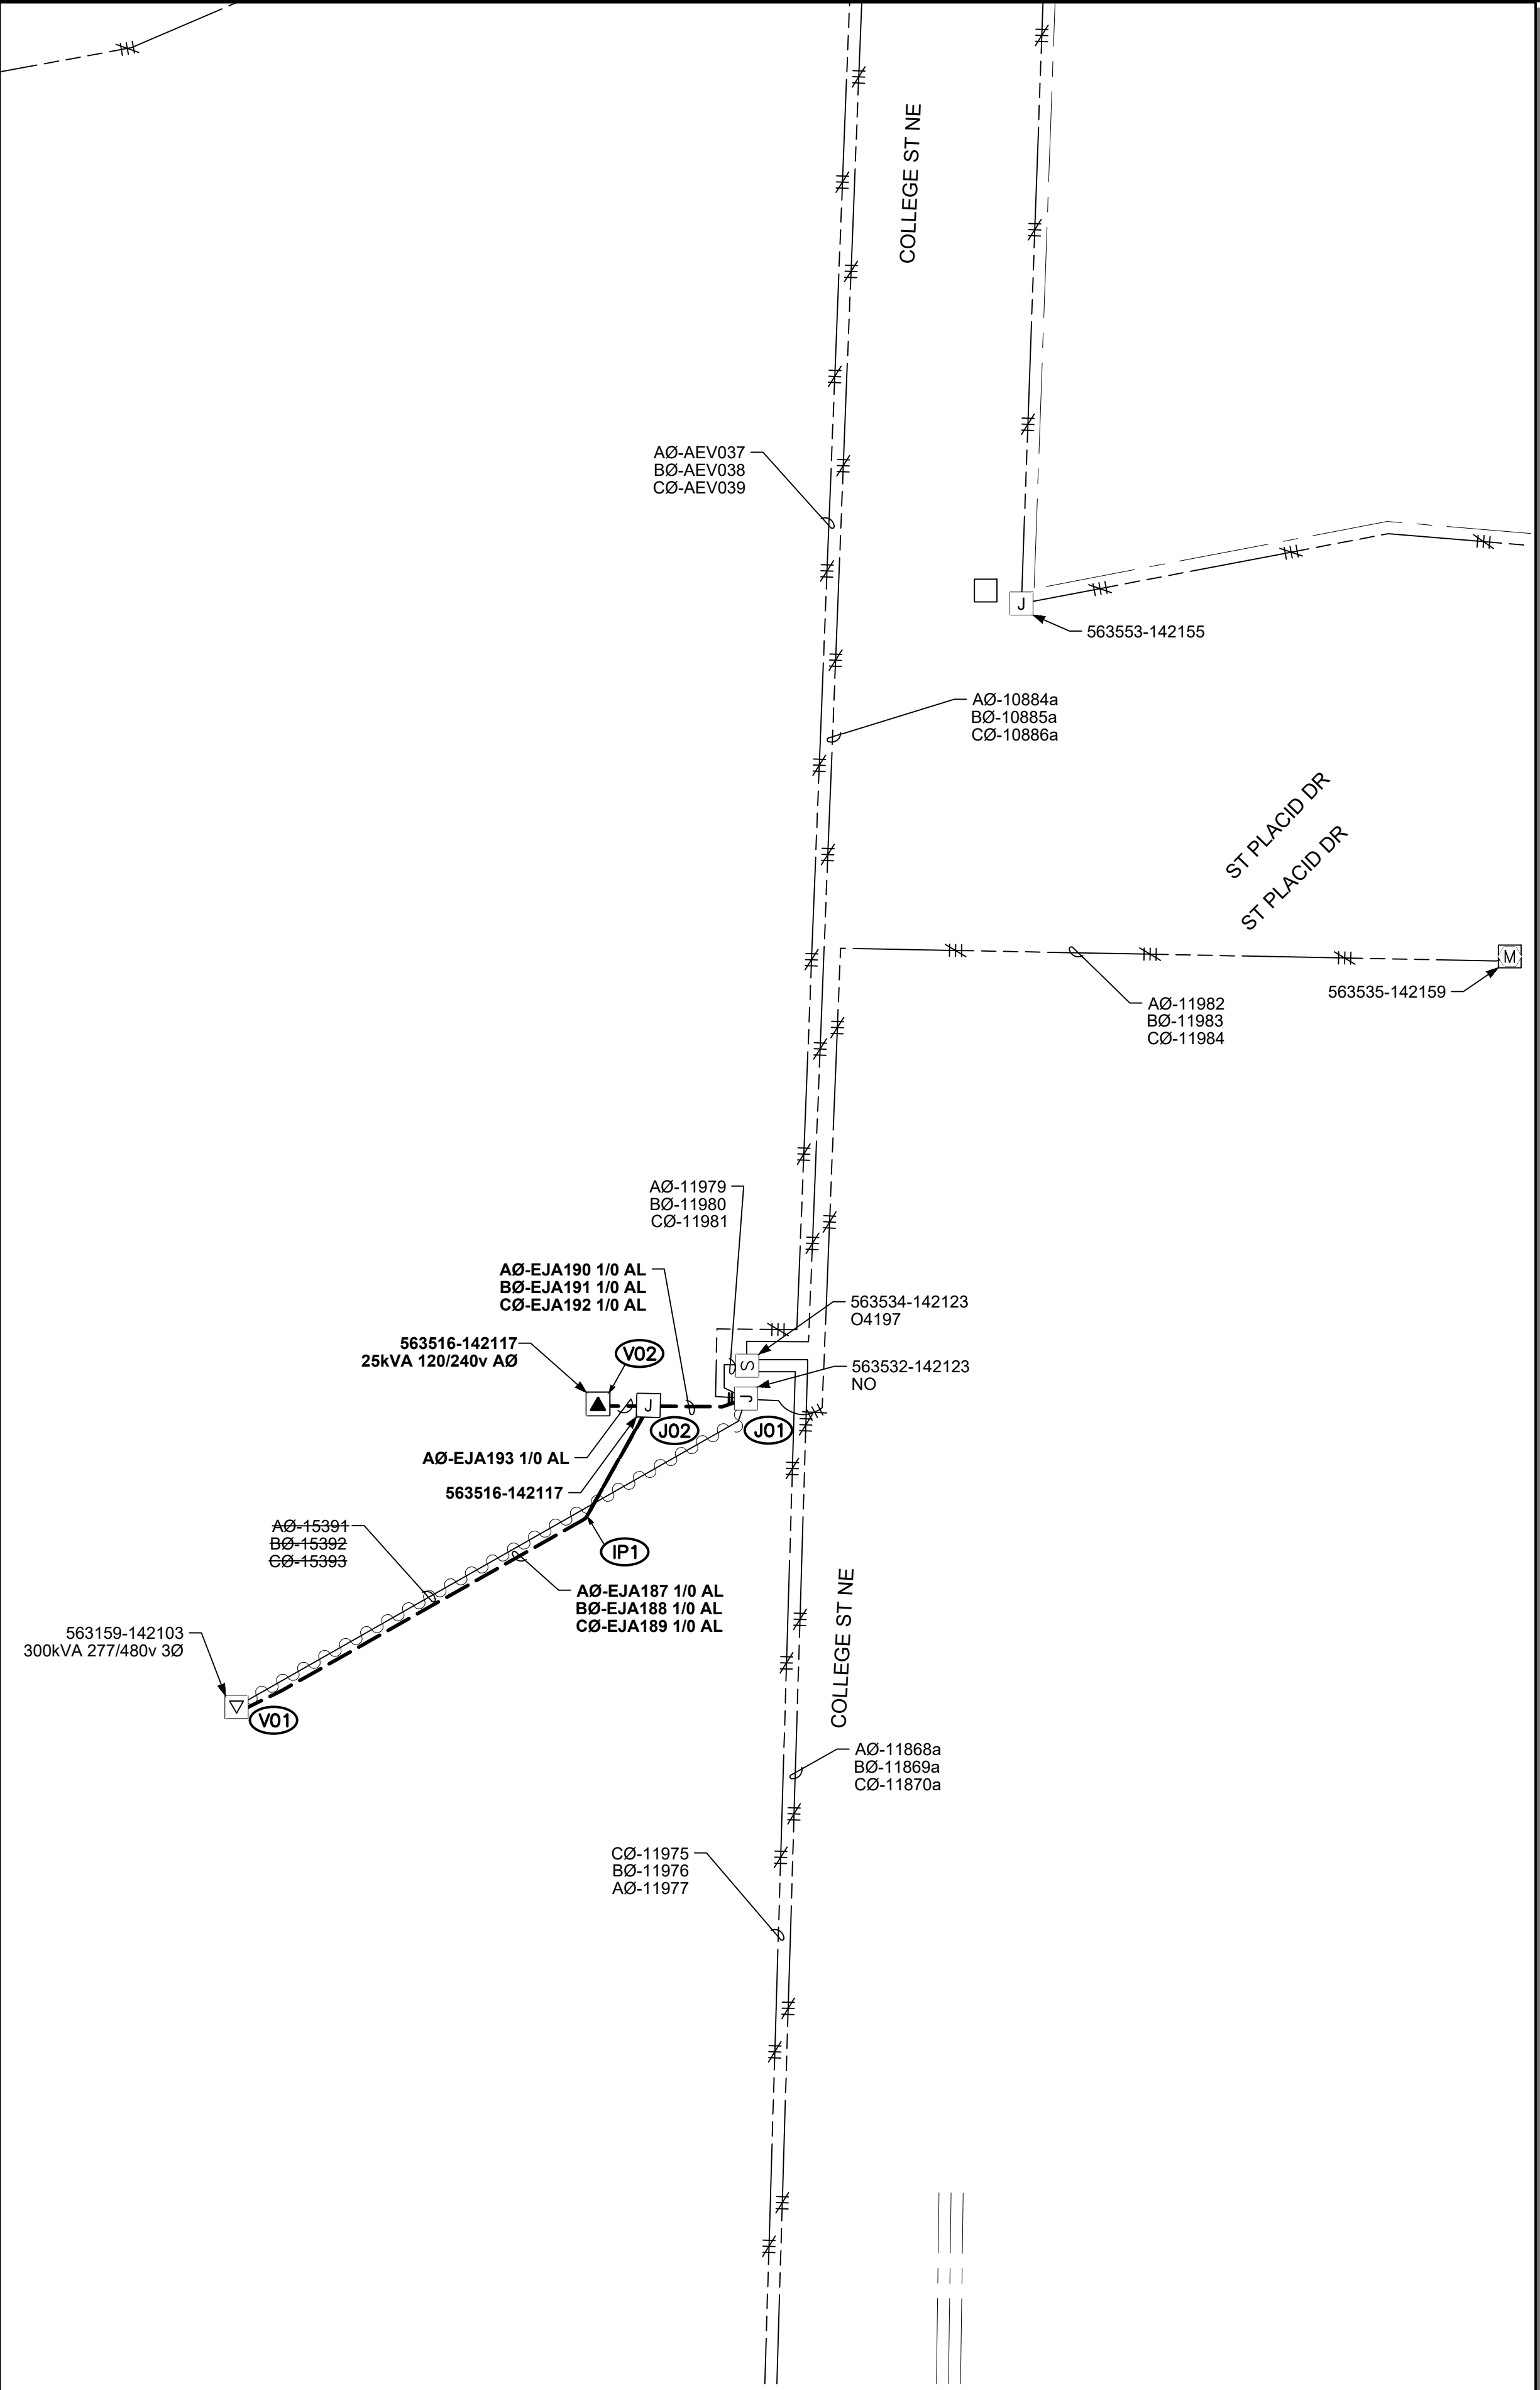 COLLEGE ST NE
AØ-AEV037
BØ-AEV038
CØ-AEV039
J
563553-142155
AØ-10884a
BØ-10885a
CØ-10886a
ST PLACID DR
ST PLACID DR
M
563535-142159
AØ-11982
BØ-11983
CØ-11984
AØ-11979
BØ-11980
CØ-11981
AØ-EJA190 1/0 AL
BØ-EJA191 1/0 AL
CØ-EJA192 1/0 AL
563534-142123
O4197
563516-142117
25kVA 120/240v AØ
V02
S
563532-142123
NO
J
J
J02
J01
AØ-EJA193 1/0 AL
563516-142117
AØ-15391
BØ-15392
CØ-15393
IP1
AØ-EJA187 1/0 AL
BØ-EJA188 1/0 AL
CØ-EJA189 1/0 AL
563159-142103
300kVA 277/480v 3Ø
V01
COLLEGE ST NE
AØ-11868a
BØ-11869a
CØ-11870a
CØ-11975
BØ-11976
AØ-11977